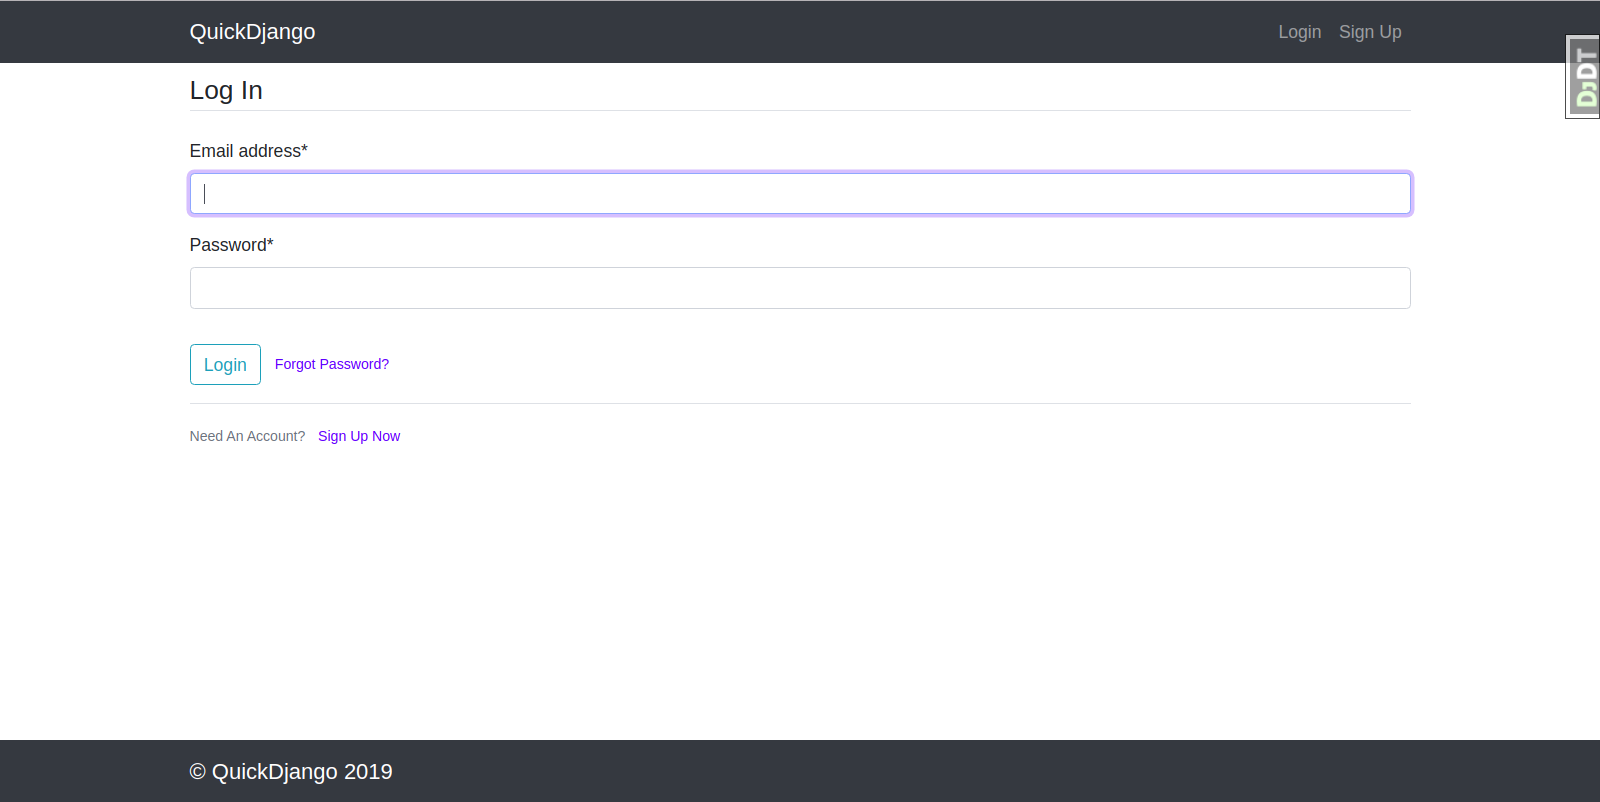 QuickDjango
Login Sign Up
DJDT
Log In
Email address*
Password*
Login Forgot Password?
Need An Account? Sign Up Now
© QuickDjango 2019